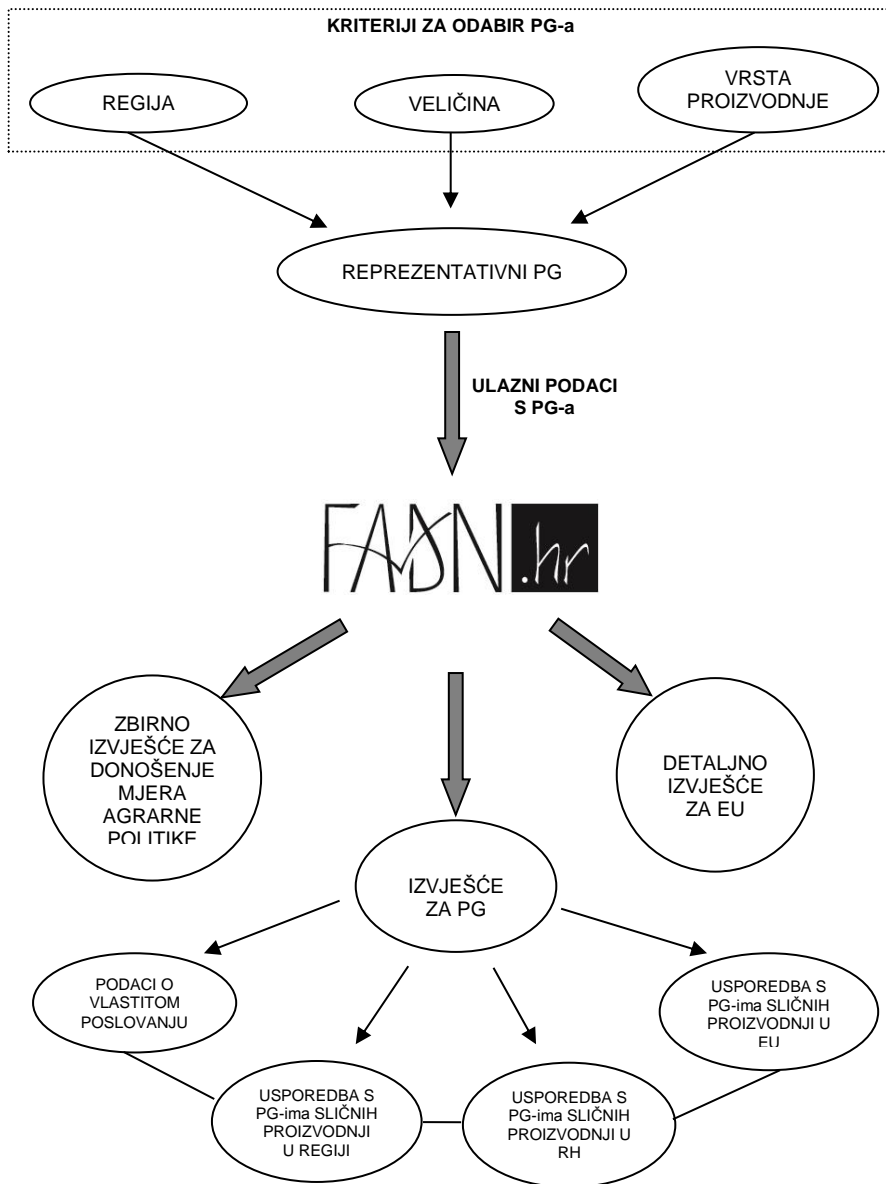 KRITERIJI ZA ODABIR PG-a
REGIJA
VELIČINA
VRSTA
PROIZVODNJE
REPREZENTATIVNI PG
ULAZNI PODACI
S PG-a
FADN.hr
ZBIRNO
IZVJEŠĆE ZA
DONOŠENJE
MJERA
AGRARNE
POLITIKE
DETALJNO
IZVJEŠĆE
ZA EU
IZVJEŠĆE
ZA PG
PODACI O
VLASTITOM
POSLOVANJU
USPOREDBA S
PG-ima SLIČNIH
PROIZVODNJI
U REGIJI
USPOREDBA S
PG-ima SLIČNIH
PROIZVODNJI U
RH
USPOREDBA S
PG-ima SLIČNIH
PROIZVODNJI U
EU